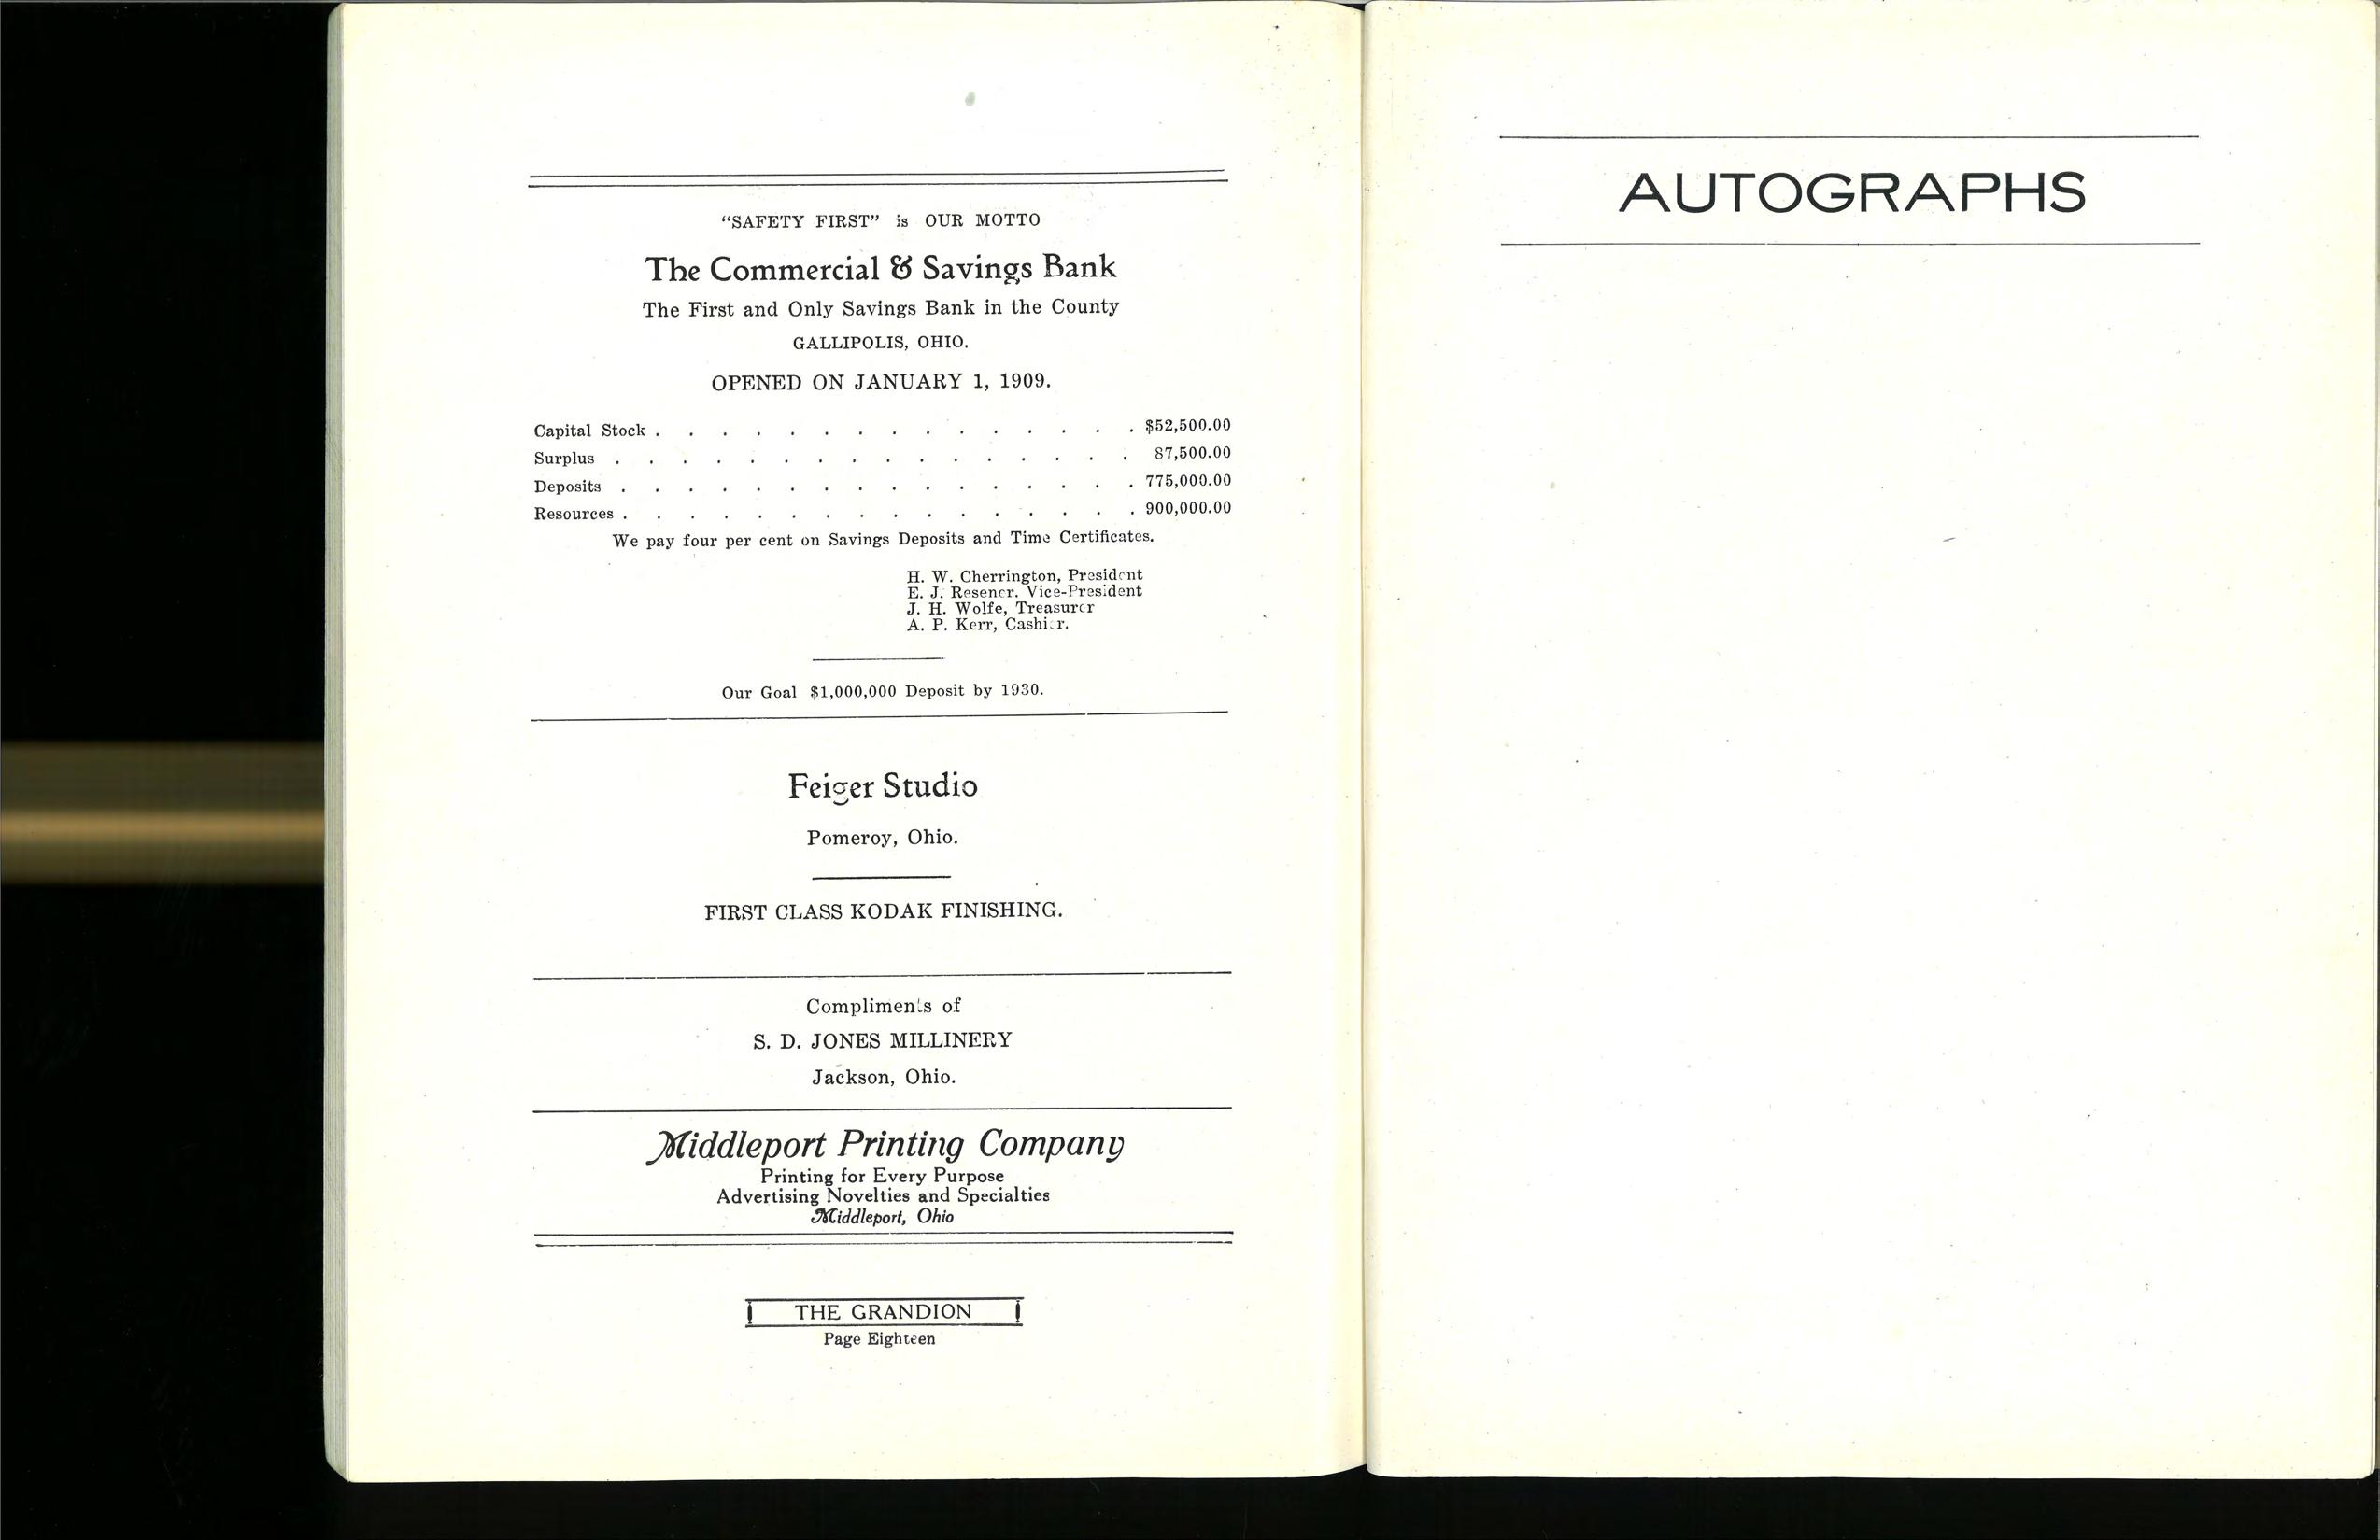 “SAFETY FIRST” is OUR MOTTO
The Commercial & Savings Bank
The First and Only Savings Bank in the County
GALLIPOLIS, OHIO.
OPENED ON JANUARY 1, 1909.
Capital Stock . . . . . . . . . . . . . . . $52,500.00
Surplus . . . . . . . . . . . . . . . . 87,500.00
Deposits . . . . . . . . . . . . . . . . 775,000.00
Resources . . . . . . . . . . . . . . . . 900,000.00
We pay four per cent on Savings Deposits and Time Certificates.
H. W. Cherrington, President
E. J. Resener. Vice-President
J. H. Wolfe, Treasurer
A. P. Kerr, Cashier.
Our Goal $1,000,000 Deposit by 1930.
Feiger Studio
Pomeroy, Ohio.
FIRST CLASS KODAK FINISHING.
Compliments of
S. D. JONES MILLINERY
Jackson, Ohio.
Middleport Printing Company
Printing for Every Purpose
Advertising Novelties and Specialties
Middleport, Ohio
THE GRANDION
Page Eighteen
AUTOGRAPHS